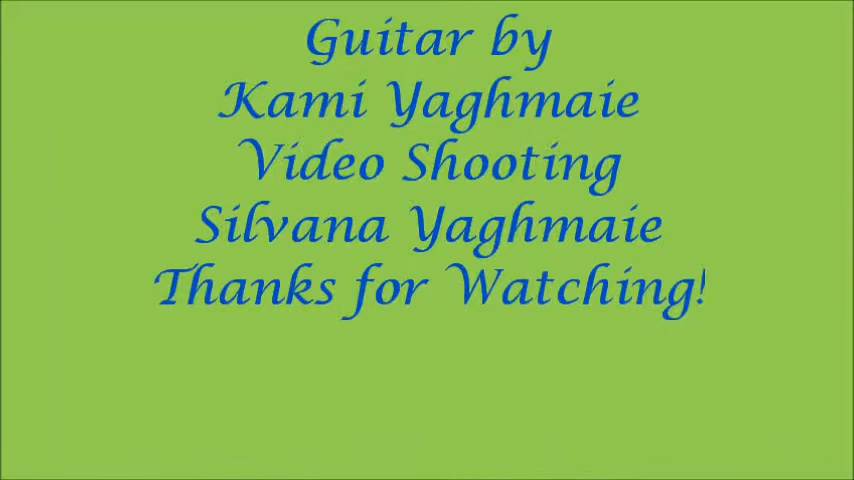 Guitar by
Kami Yaghmaie
Video Shooting
Silvana Yaghmaie
Thanks for Watching!